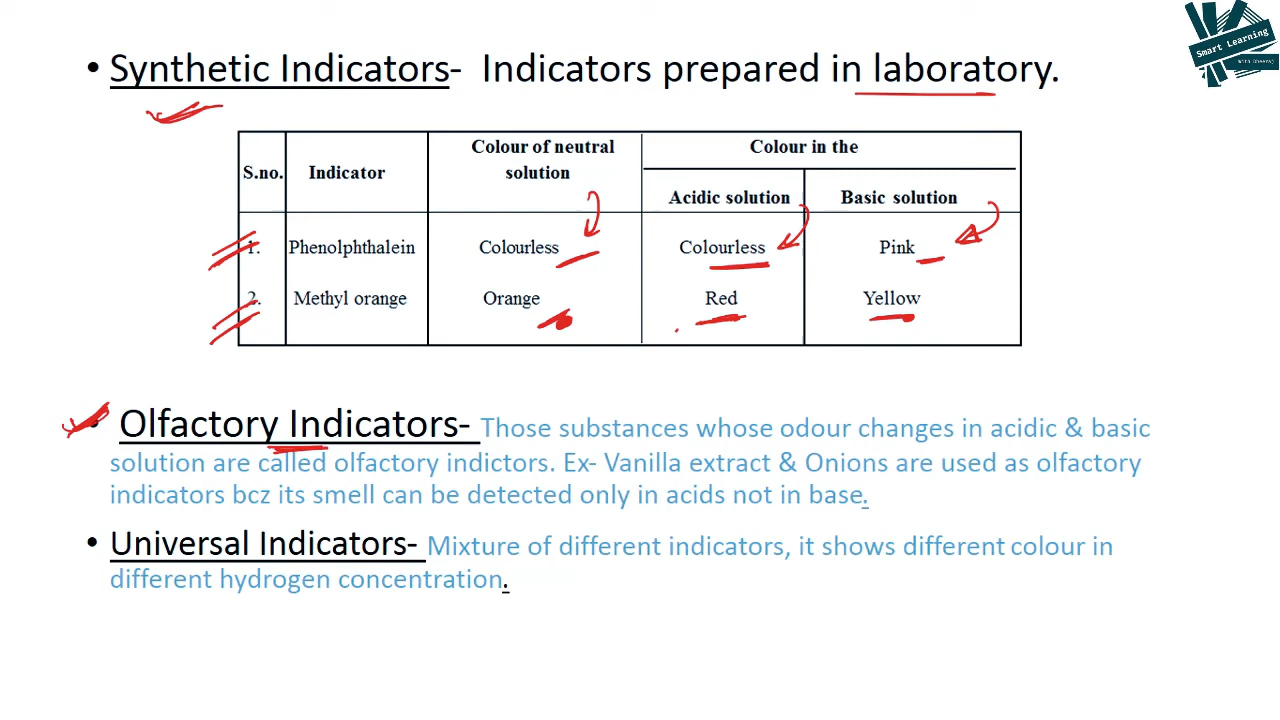 Smart Learning
With Dheeraj
• Synthetic Indicators- Indicators prepared in laboratory.
Colour of neutral solution
Colour in the
S.no. Indicator
Acidic solution Basic solution
1. Phenolphthalein Colourless Colourless Pink
2. Methyl orange Orange Red Yellow
• Olfactory Indicators- Those substances whose odour changes in acidic & basic
solution are called olfactory indictors. Ex- Vanilla extract & Onions are used as olfactory
indicators bcz its smell can be detected only in acids not in base.
• Universal Indicators- Mixture of different indicators, it shows different colour in
different hydrogen concentration.